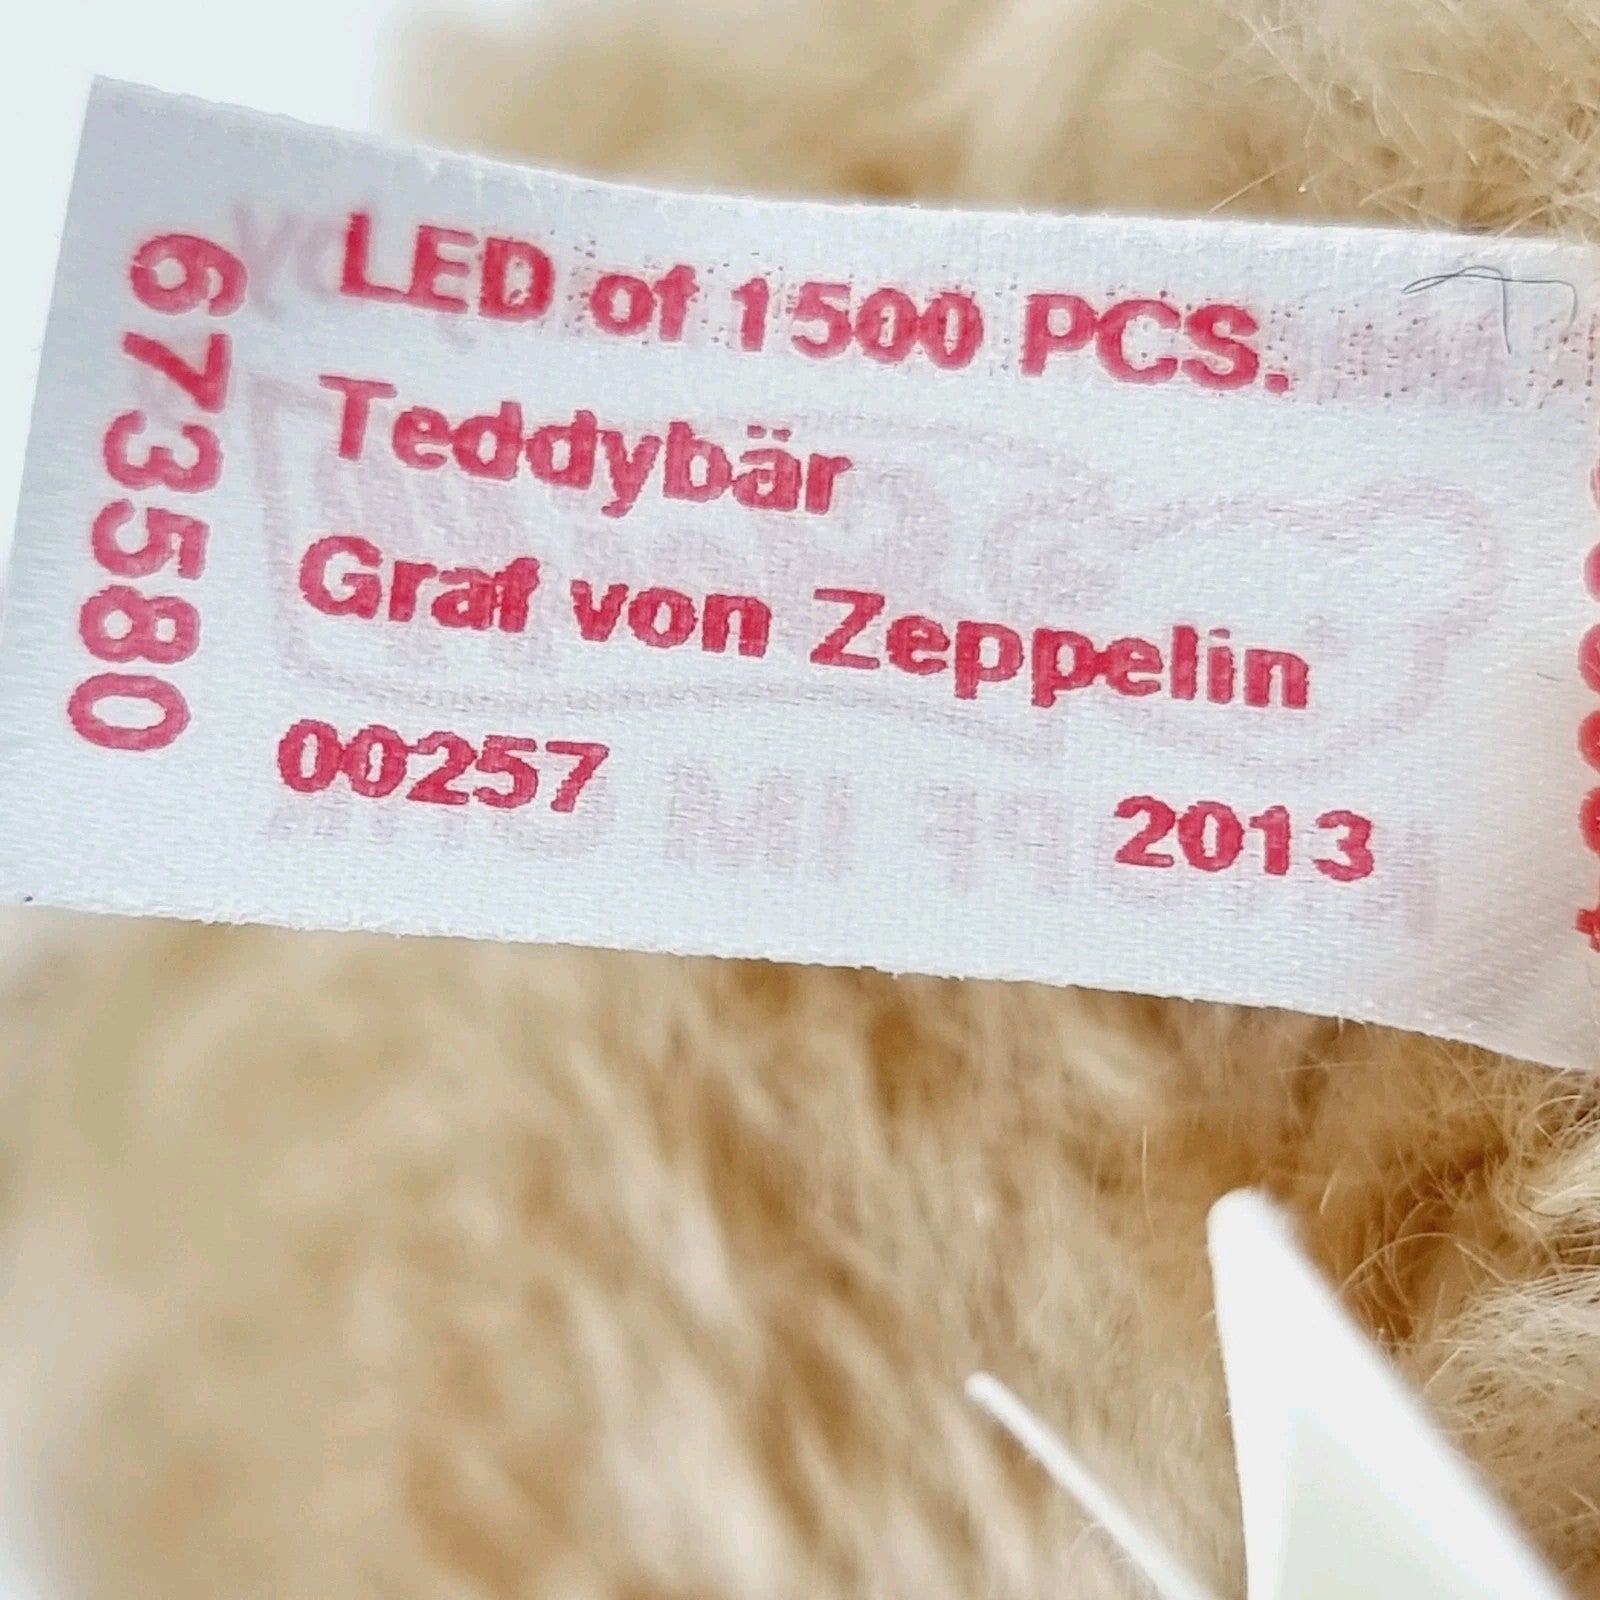 LED of 1500 PCS.
Teddybär
Graf von Zeppelin
00257 2013
673580